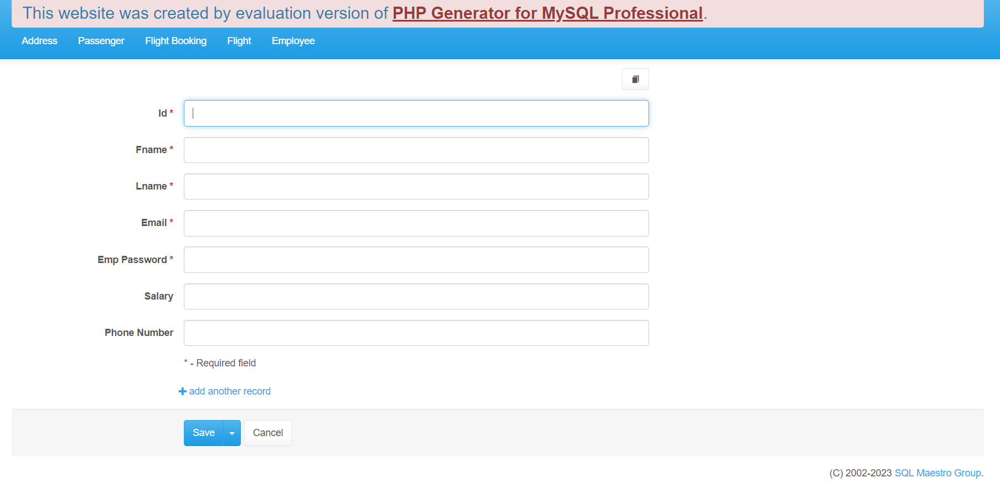 This website was created by evaluation version of PHP Generator for MySQL Professional.
Address Passenger Flight Booking Flight Employee
Id *
Fname *
Lname *
Email *
Emp Password *
Salary
Phone Number
* - Required field
add another record
Save Cancel
(C) 2002-2023 SQL Maestro Group.